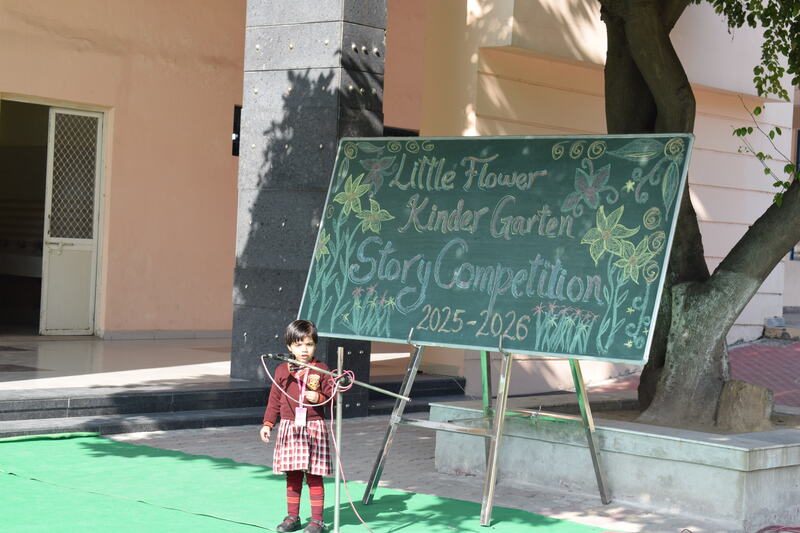 Little Flower
Kinder Garten
Story Competition
2025-2026